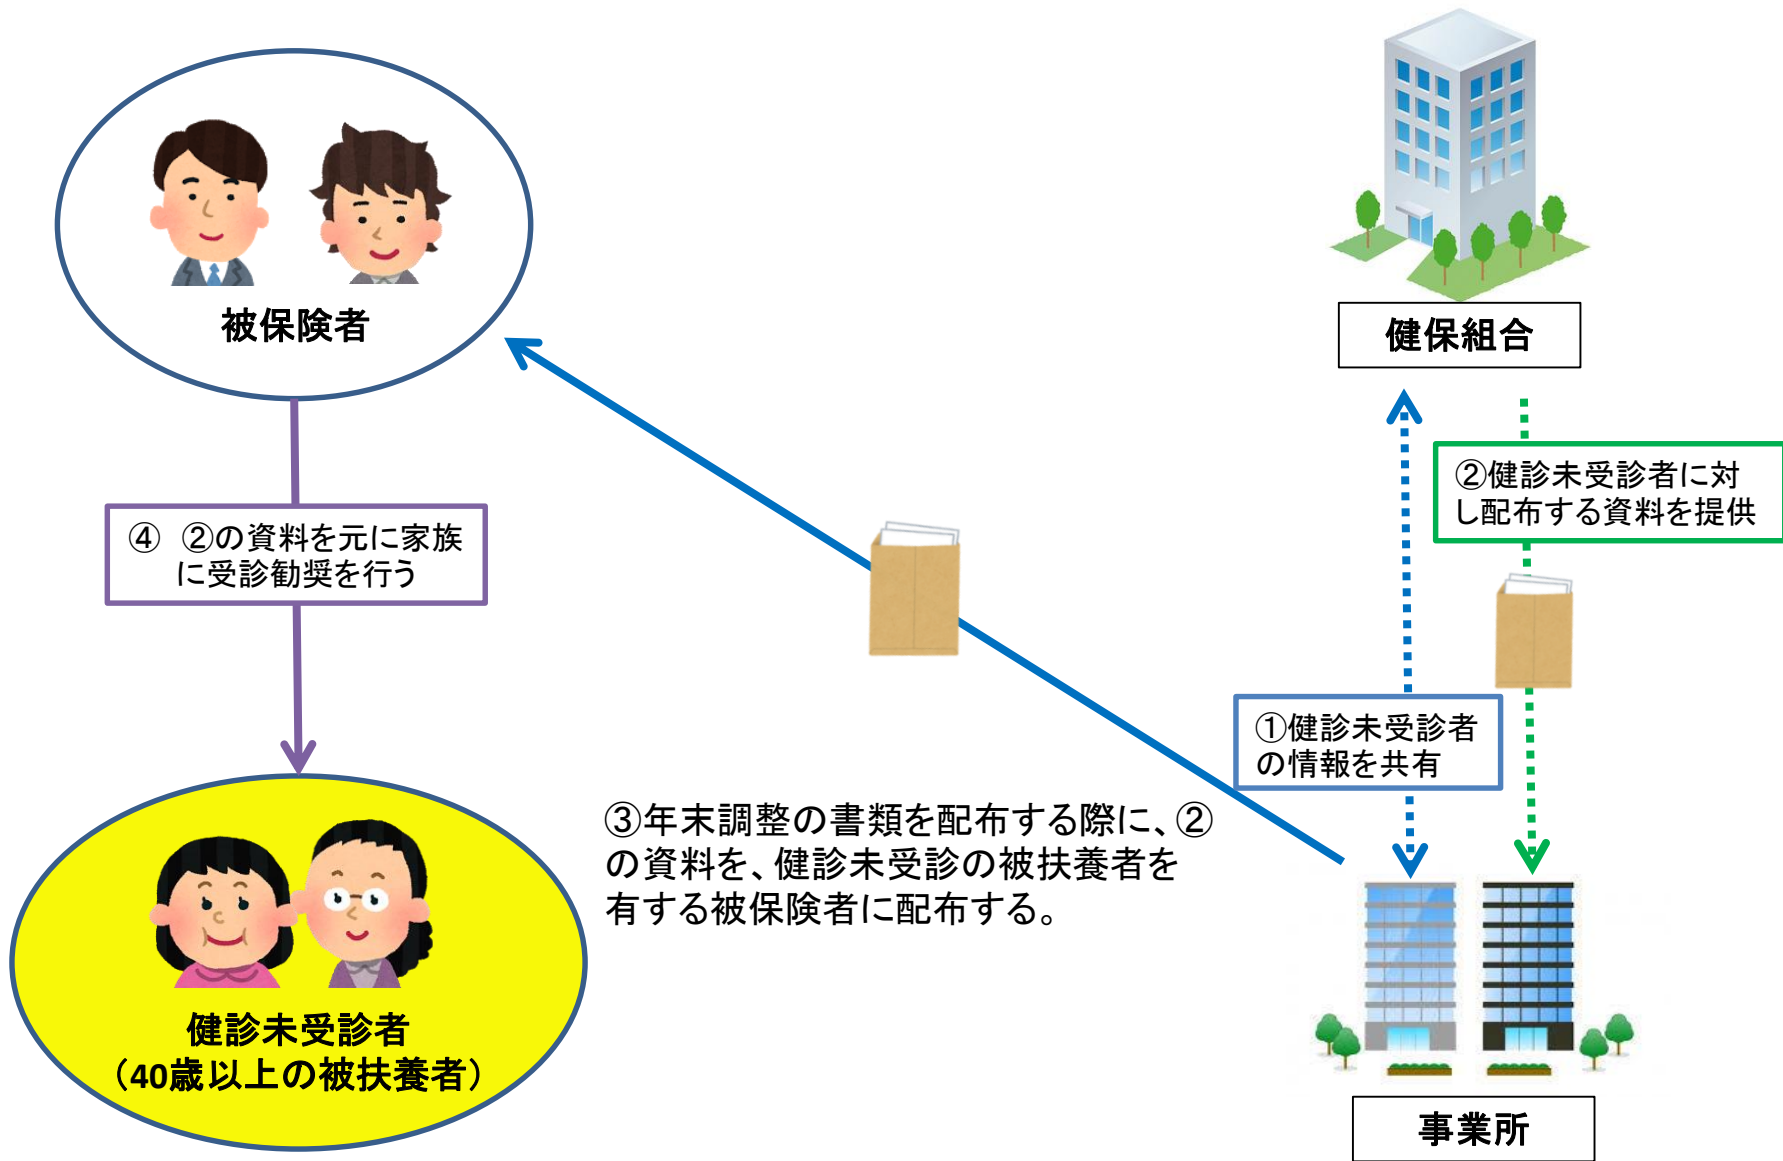 被保険者
健保組合
②健診未受診者に対
し配布する資料を提供
④　②の資料を元に家族
に受診勧奨を行う
①健診未受診者
の情報を共有
③年末調整の書類を配布する際に、②
の資料を、健診未受診の被扶養者を
有する被保険者に配布する。
健診未受診者
（40歳以上の被扶養者）
事業所